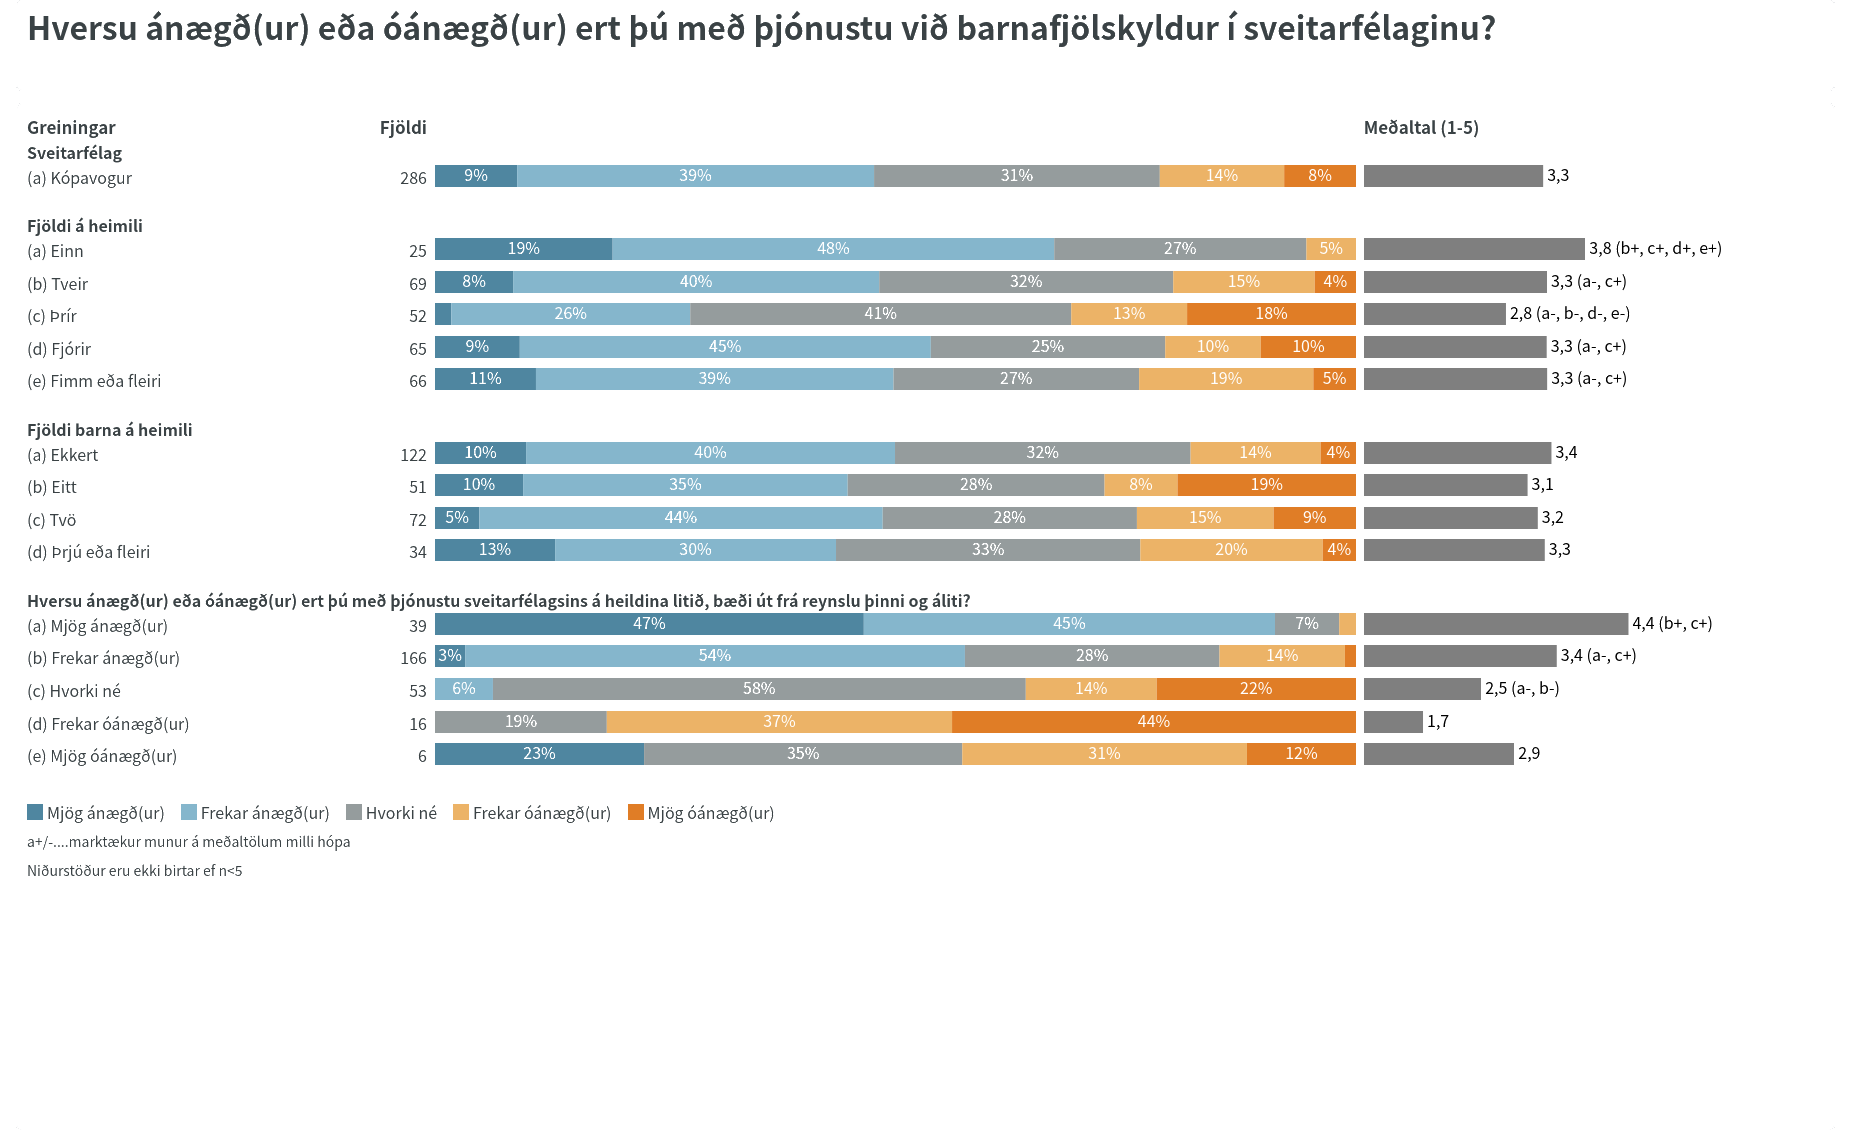 Hversu ánægð(ur) eða óánægð(ur) ert þú með þjónustu við barnafjölskyldur í sveitarfélaginu?
Greiningar Fjöldi Meðaltal (1-5)
Sveitarfélag
(a) Kópavogur 286 9% 39% 31% 14% 8% 3,3
Fjöldi á heimili
(a) Einn 25 19% 48% 27% 5% 3,8 (b+, c+, d+, e+)
(b) Tveir 69 8% 40% 32% 15% 4% 3,3 (a-, c+)
(c) Þrír 52 26% 41% 13% 18% 2,8 (a-, b-, d-, e-)
(d) Fjórir 65 9% 45% 25% 10% 10% 3,3 (a-, c+)
(e) Fimm eða fleiri 66 11% 39% 27% 19% 5% 3,3 (a-, c+)
Fjöldi barna á heimili
(a) Ekkert 122 10% 40% 32% 14% 4% 3,4
(b) Eitt 51 10% 35% 28% 8% 19% 3,1
(c) Tvö 72 5% 44% 28% 15% 9% 3,2
(d) Þrjú eða fleiri 34 13% 30% 33% 20% 4% 3,3
Hversu ánægð(ur) eða óánægð(ur) ert þú með þjónustu sveitarfélagsins á heildina litið, bæði út frá reynslu þinni og áliti?
(a) Mjög ánægð(ur) 39 47% 45% 7% 4,4 (b+, c+)
(b) Frekar ánægð(ur) 166 3% 54% 28% 14% 3,4 (a-, c+)
(c) Hvorki né 53 6% 58% 14% 22% 2,5 (a-, b-)
(d) Frekar óánægð(ur) 16 19% 37% 44% 1,7
(e) Mjög óánægð(ur) 6 23% 35% 31% 12% 2,9
Mjög ánægð(ur) Frekar ánægð(ur) Hvorki né Frekar óánægð(ur) Mjög óánægð(ur)
a+/-....marktækur munur á meðaltölum milli hópa
Niðurstöður eru ekki birtar ef n<5